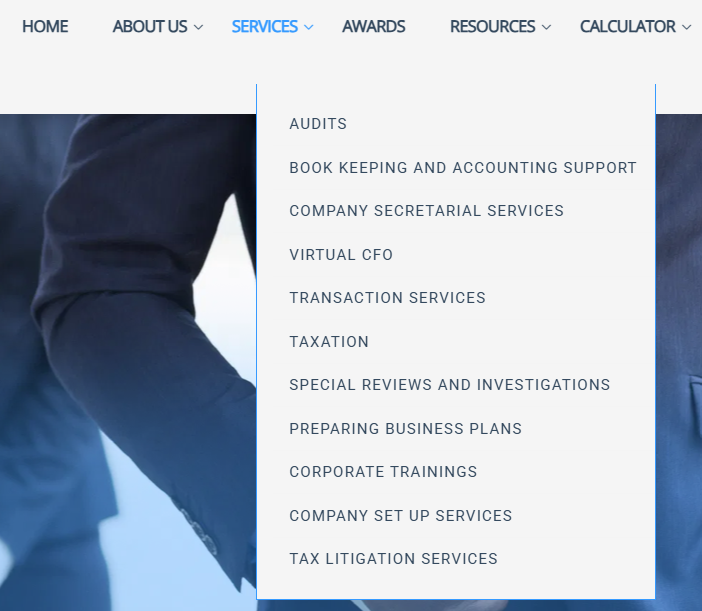 HOME ABOUT US SERVICES AWARDS RESOURCES CALCULATOR
AUDITS
BOOK KEEPING AND ACCOUNTING SUPPORT
COMPANY SECRETARIAL SERVICES
VIRTUAL CFO
TRANSACTION SERVICES
TAXATION
SPECIAL REVIEWS AND INVESTIGATIONS
PREPARING BUSINESS PLANS
CORPORATE TRAININGS
COMPANY SET UP SERVICES
TAX LITIGATION SERVICES